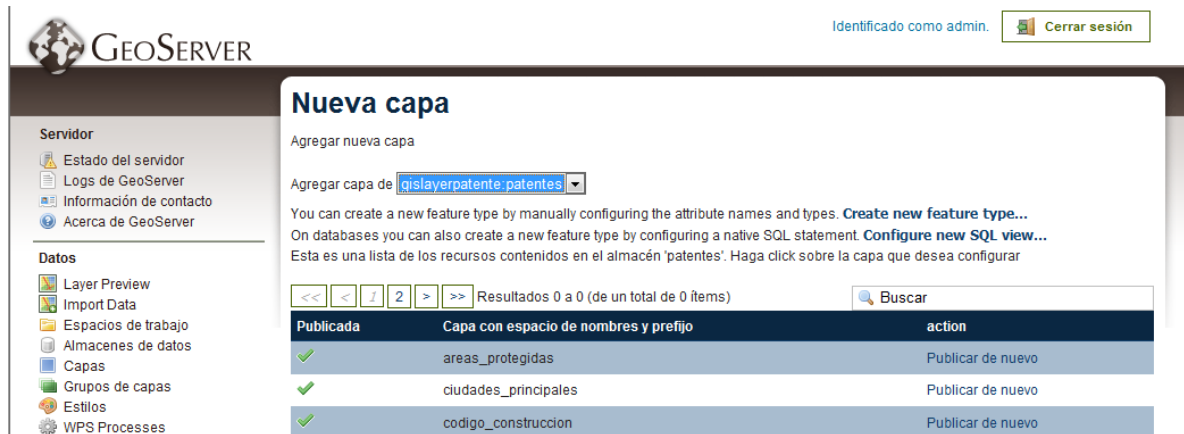 GEOSERVER
Identificado como admin.
Cerrar sesión
Servidor
Estado del servidor
Logs de GeoServer
Información de contacto
Acerca de GeoServer
Datos
Layer Preview
Import Data
Espacios de trabajo
Almacenes de datos
Capas
Grupos de capas
Estilos
WPS Processes
Nueva capa
Agregar nueva capa
Agregar capa de gislayerpatente:patentes
You can create a new feature type by manually configuring the attribute names and types. Create new feature type...
On databases you can also create a new feature type by configuring a native SQL statement. Configure new SQL view...
Esta es una lista de los recursos contenidos en el almacén 'patentes'. Haga click sobre la capa que desea configurar
<< < 1 2 > >> Resultados 0 a 0 (de un total de 0 ítems) Buscar
Publicada Capa con espacio de nombres y prefijo action
areas_protegidas Publicar de nuevo
ciudades_principales Publicar de nuevo
codigo_construccion Publicar de nuevo